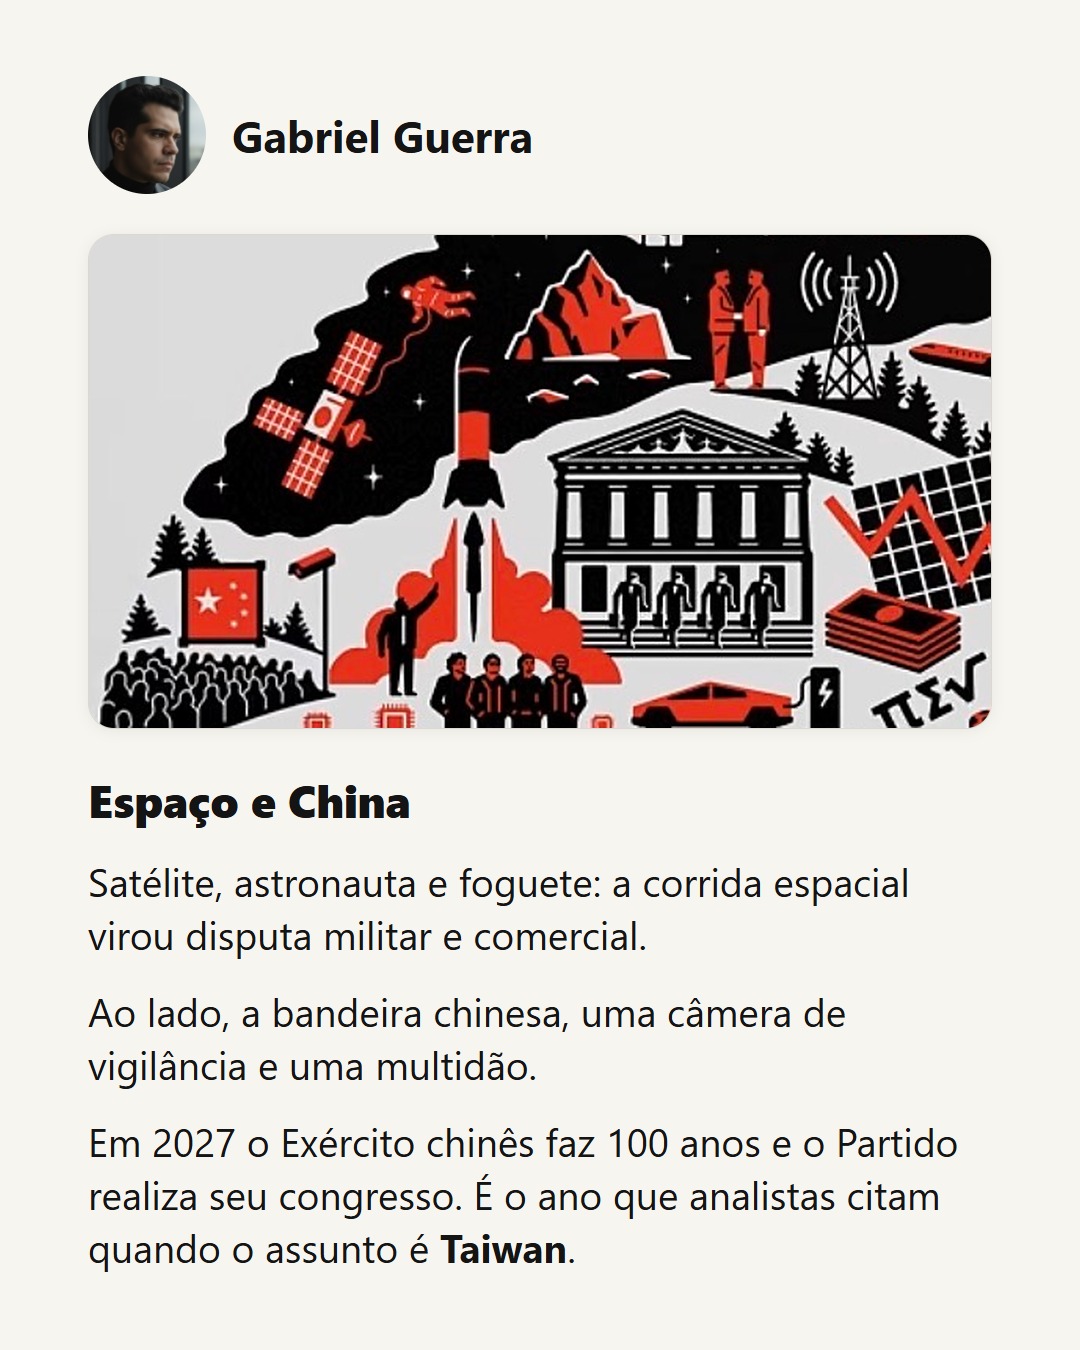 Gabriel Guerra
πΣ√
Espaço e China
Satélite, astronauta e foguete: a corrida espacial
virou disputa militar e comercial.
Ao lado, a bandeira chinesa, uma câmera de
vigilância e uma multidão.
Em 2027 o Exército chinês faz 100 anos e o Partido
realiza seu congresso. É o ano que analistas citam
quando o assunto é Taiwan.